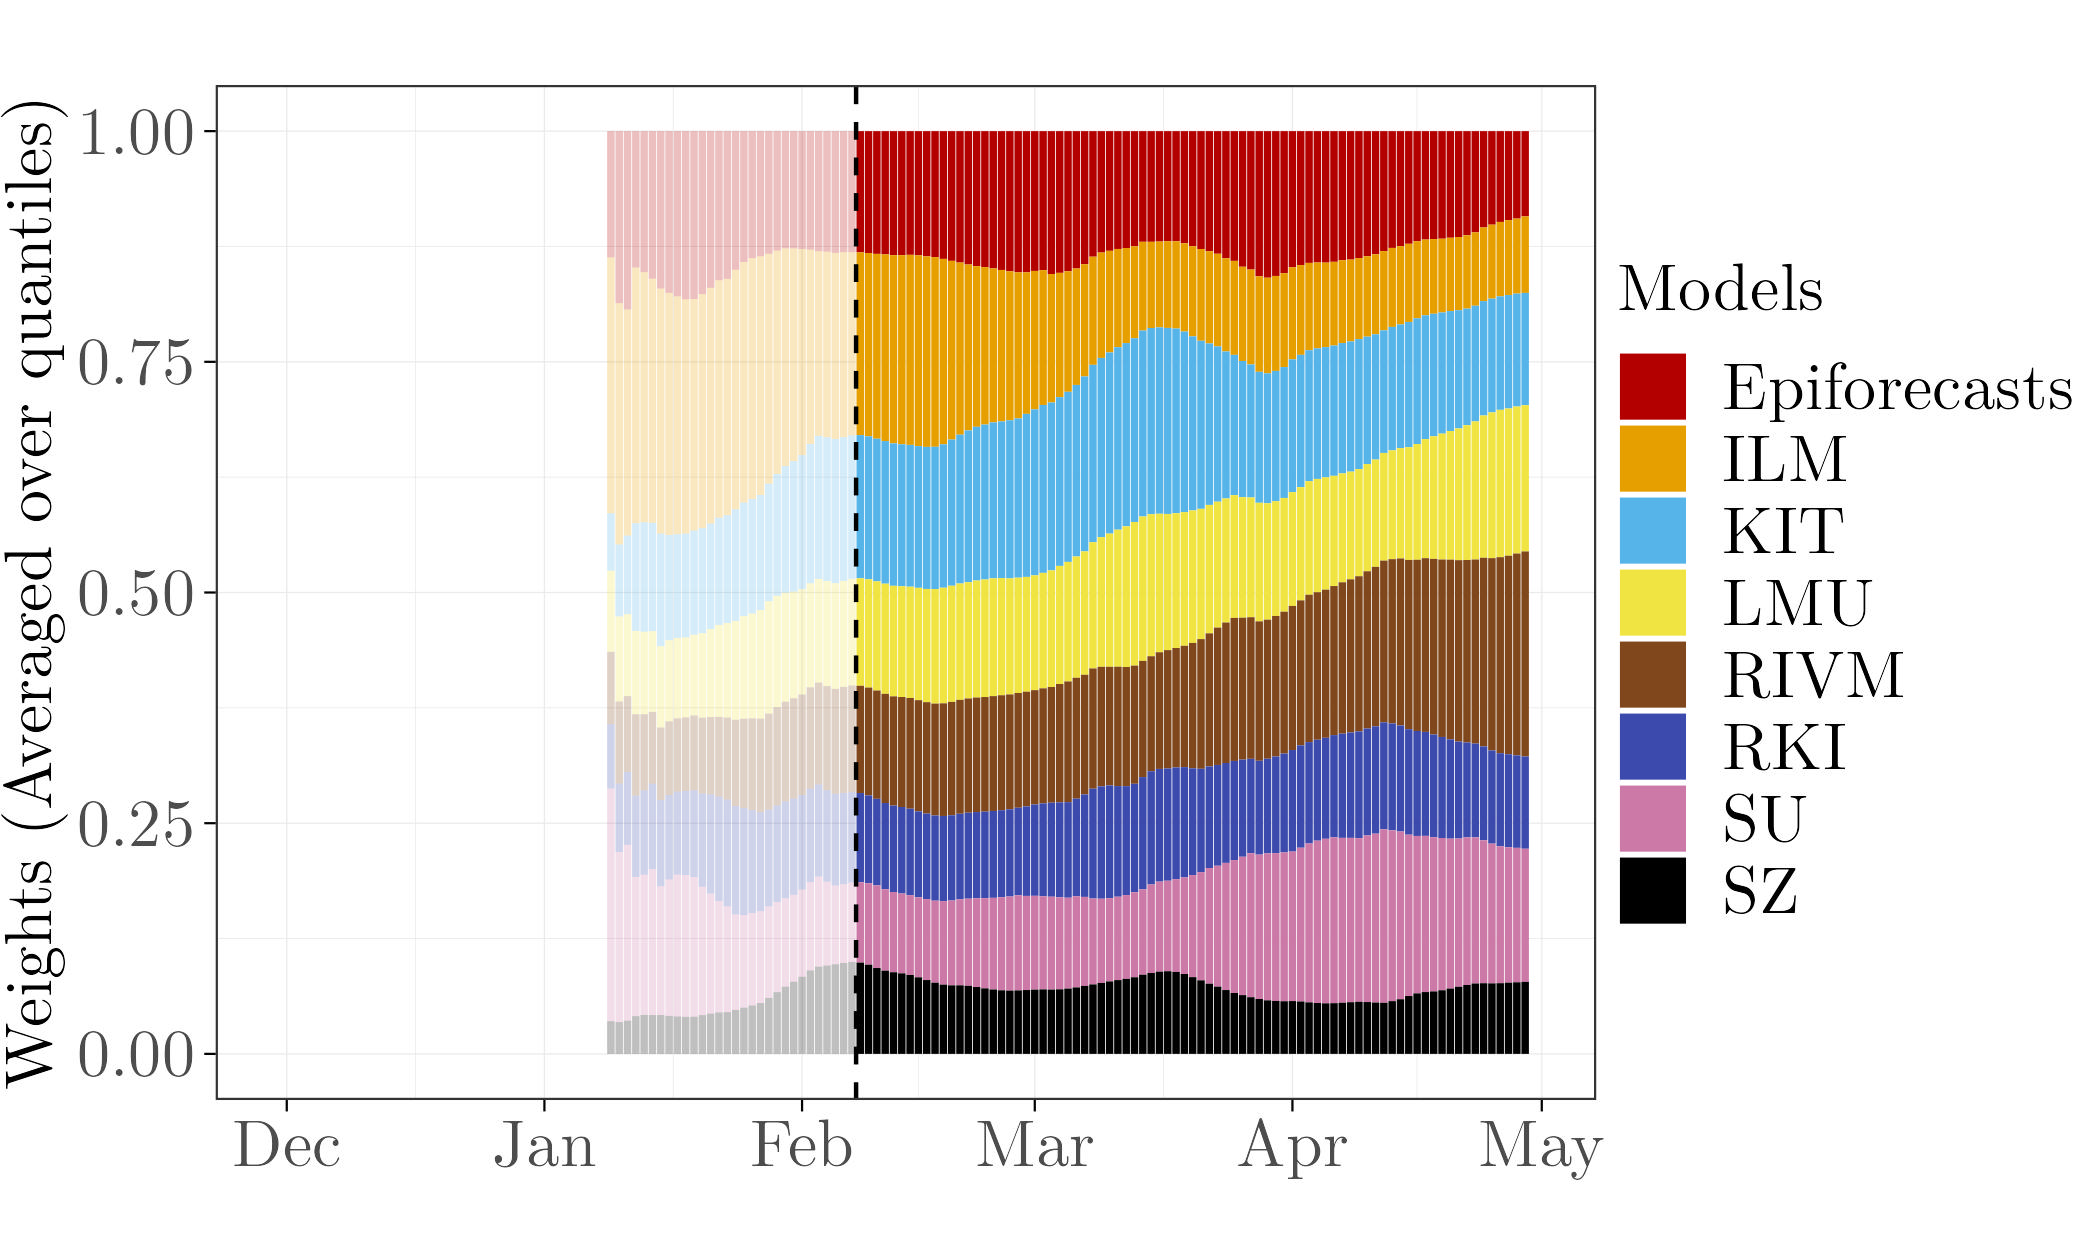 Weights (Averaged over quantiles)
1.00
0.75
0.50
0.25
0.00
Dec Jan Feb Mar Apr May
Models
Epiforecasts
ILM
KIT
LMU
RIVM
RKI
SU
SZ